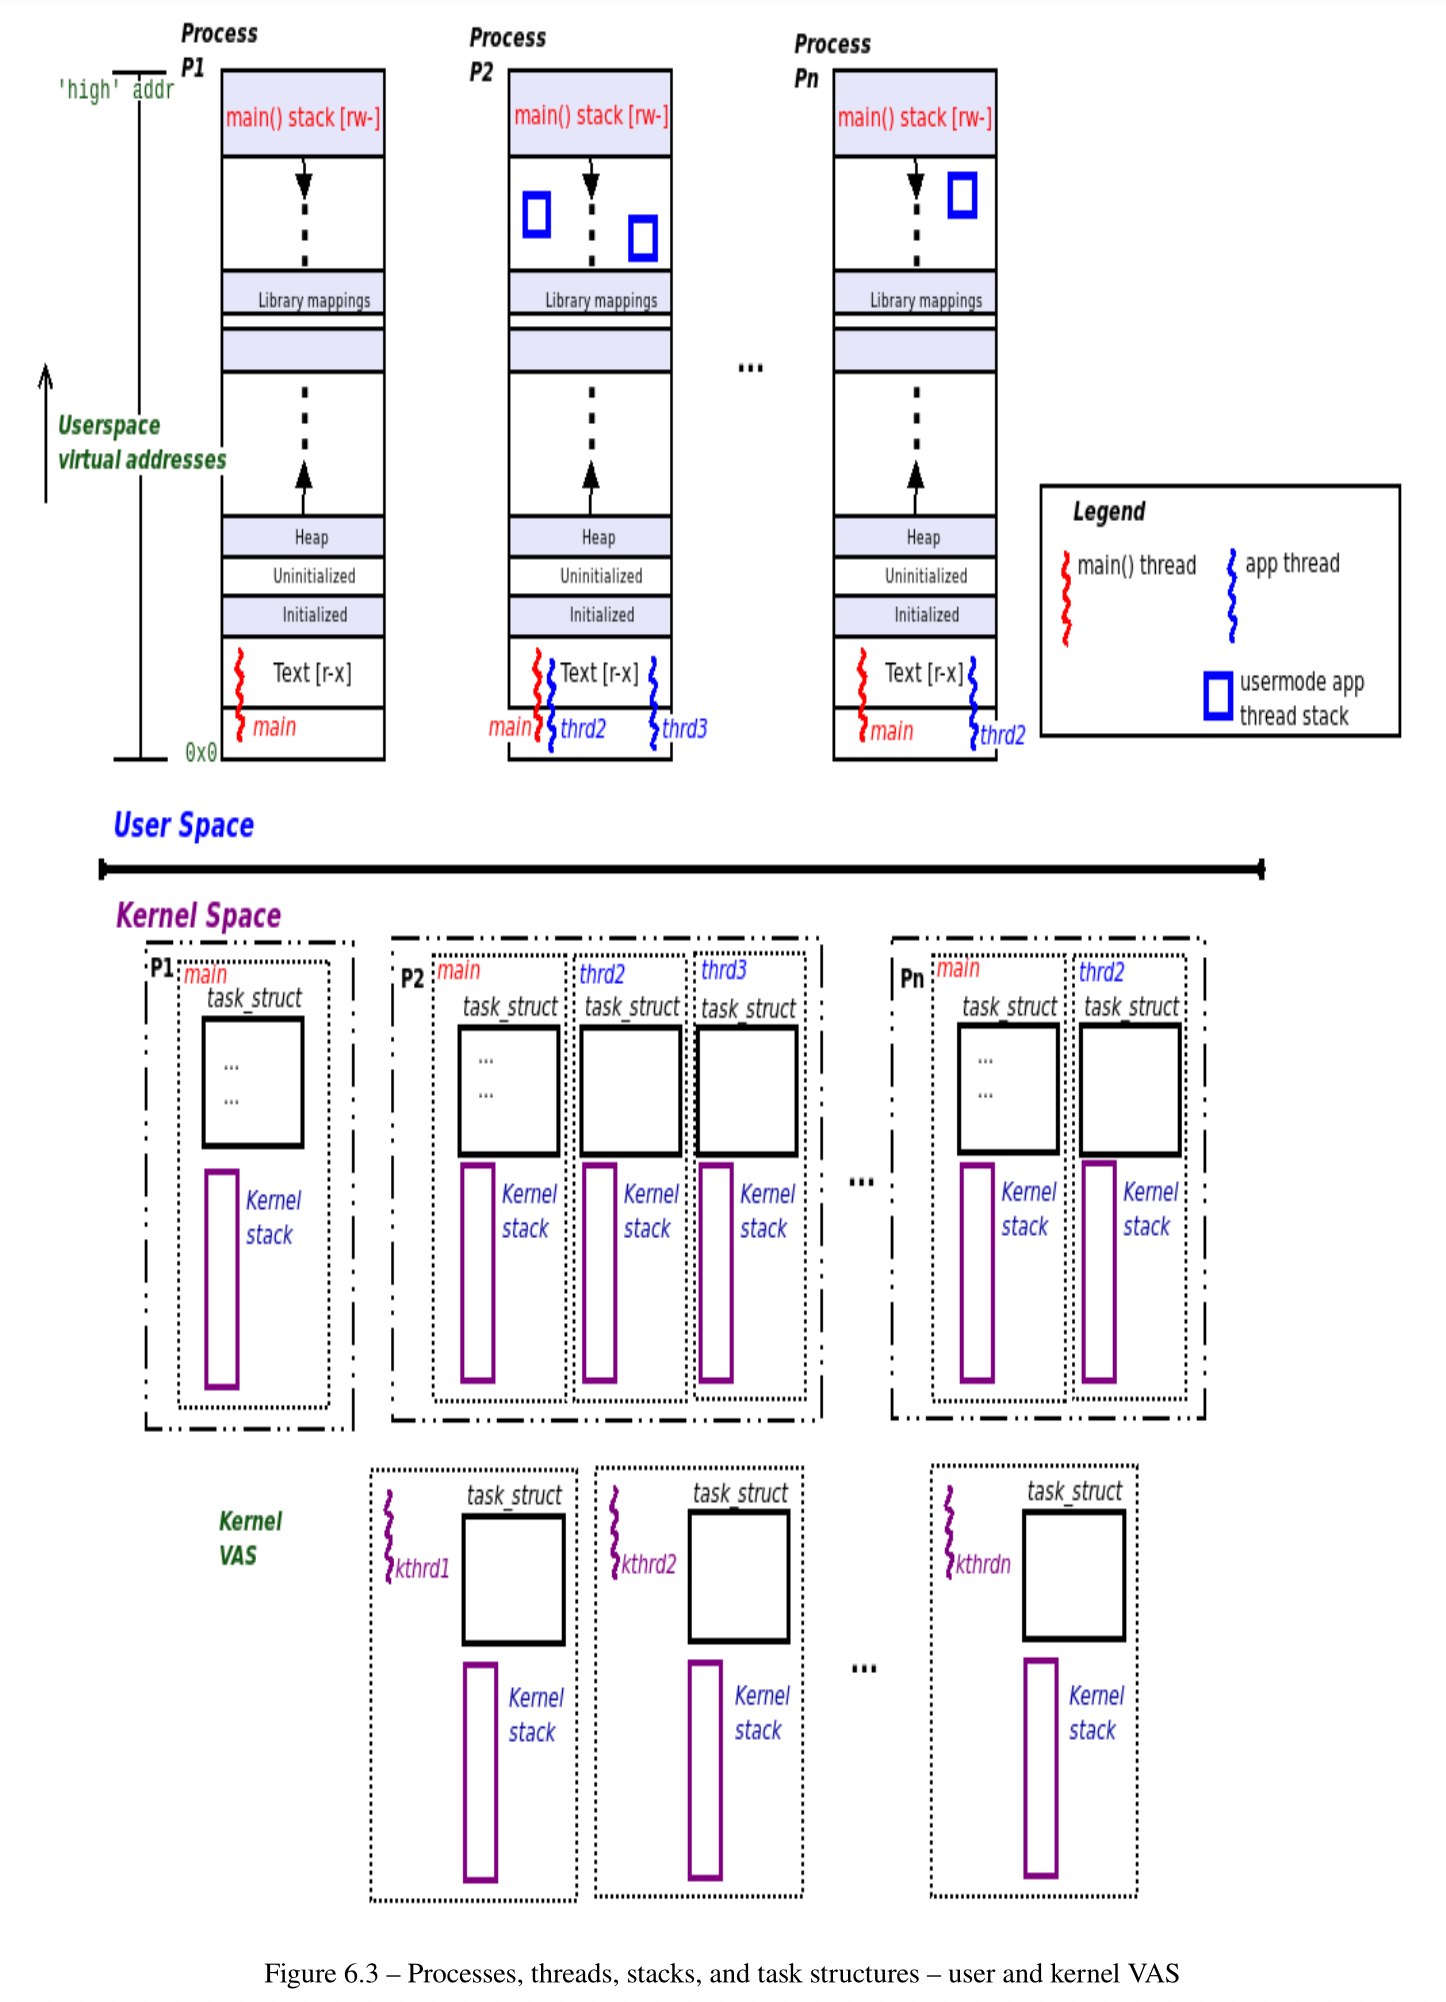 Process
P1
Process
P2
Process
Pn
'high' addr
main() stack [rw-]
main() stack [rw-]
main() stack [rw-]
Library mappings
Library mappings
Library mappings
...
Userspace
virtual addresses
Heap
Heap
Heap
Uninitialized
Uninitialized
Uninitialized
Initialized
Initialized
Initialized
Text [r-x]
Text [r-x]
Text [r-x]
main
main
thrd2
thrd3
main
thrd2
0x0
Legend
main() thread
app thread
usermode app
thread stack
User Space
Kernel Space
P1
main
task_struct
...
...
Kernel
stack
P2
main
task_struct
...
...
Kernel
stack
thrd2
task_struct
Kernel
stack
thrd3
task_struct
Kernel
stack
...
Pn
main
task_struct
...
...
Kernel
stack
thrd2
task_struct
Kernel
stack
Kernel
VAS
kthrd1
task_struct
Kernel
stack
kthrd2
task_struct
Kernel
stack
...
kthrdn
task_struct
Kernel
stack
Figure 6.3 – Processes, threads, stacks, and task structures – user and kernel VAS